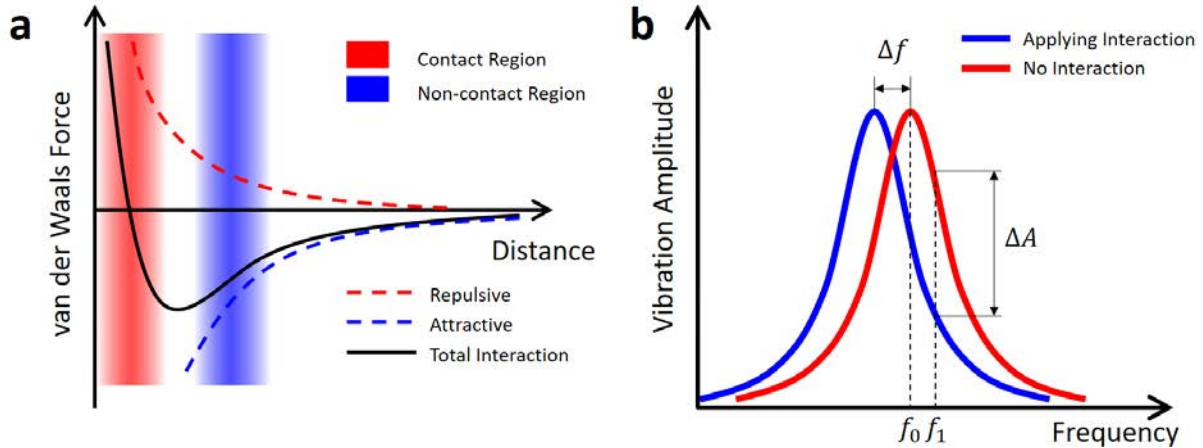 a
van der Waals Force
Contact Region
Non-contact Region
Distance
Repulsive
Attractive
Total Interaction
b
Vibration Amplitude
Δf
Applying Interaction
No Interaction
ΔA
f₀ f₁
Frequency